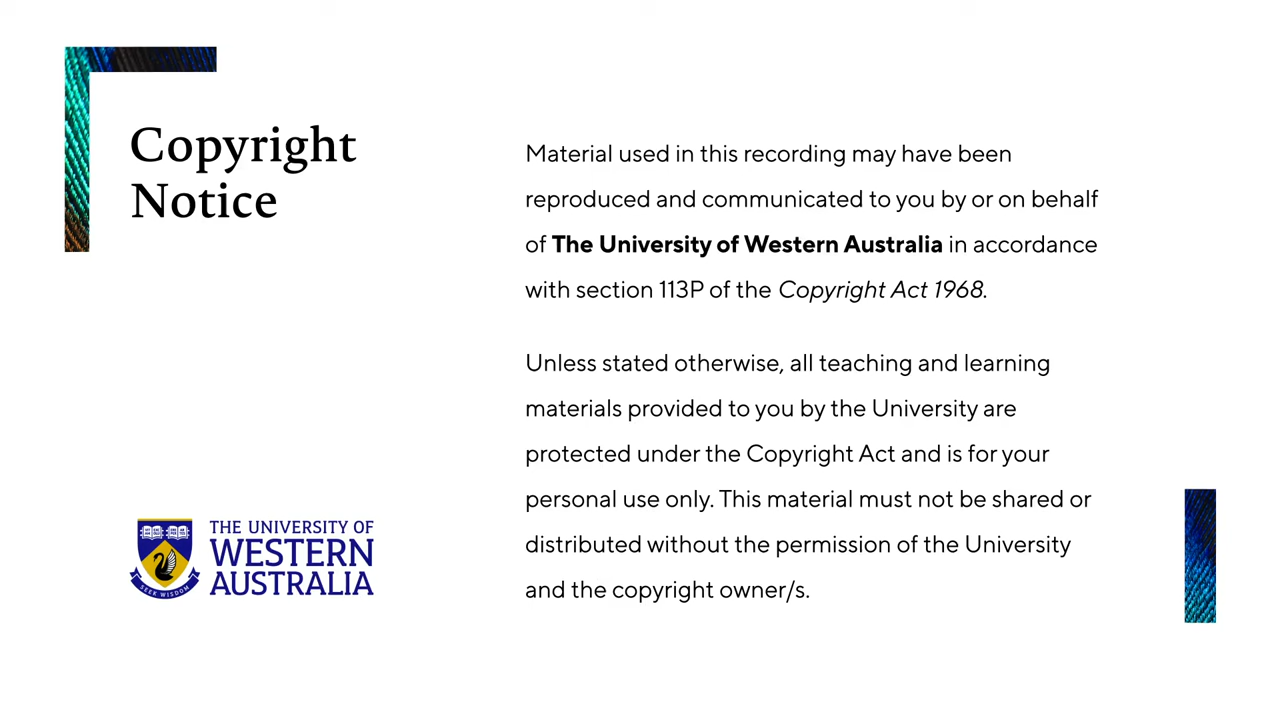 Copyright
Notice
Material used in this recording may have been
reproduced and communicated to you by or on behalf
of The University of Western Australia in accordance
with section 113P of the Copyright Act 1968.
Unless stated otherwise, all teaching and learning
materials provided to you by the University are
protected under the Copyright Act and is for your
personal use only. This material must not be shared or
distributed without the permission of the University
and the copyright owner/s.
SEEK WISDOM
THE UNIVERSITY OF
WESTERN
AUSTRALIA